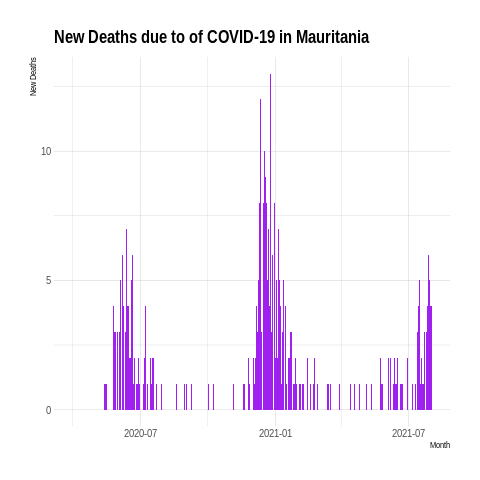 New Deaths due to of COVID-19 in Mauritania
New Deaths
10
5
0
2020-07
2021-01
2021-07
Month